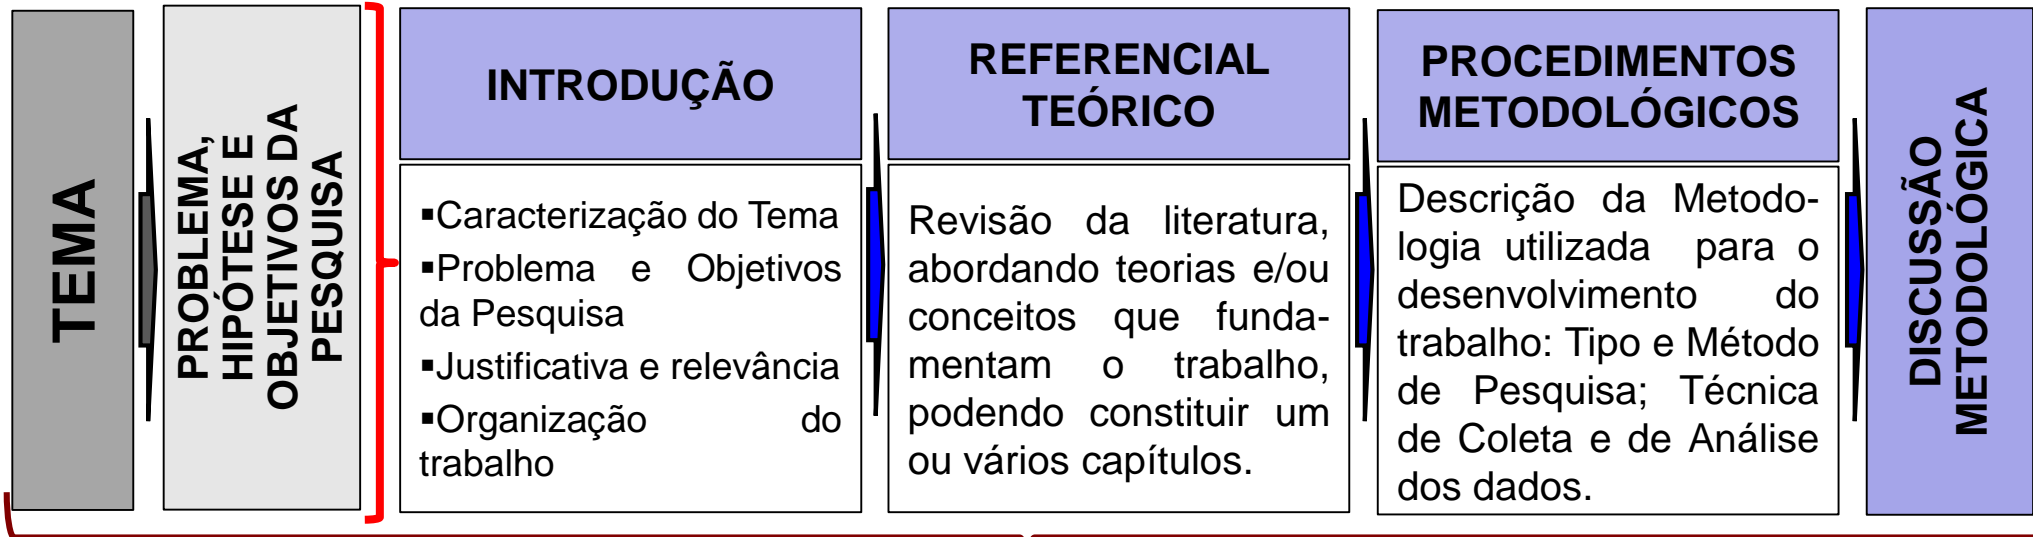 TEMA
PROBLEMA,
HIPÓTESE E
OBJETIVOS DA
PESQUISA
INTRODUÇÃO
▪Caracterização do Tema
▪Problema e Objetivos
da Pesquisa
▪Justificativa e relevância
▪Organização do
trabalho
REFERENCIAL
TEÓRICO
Revisão da literatura,
abordando teorias e/ou
conceitos que funda-
mentam o trabalho,
podendo constituir um
ou vários capítulos.
PROCEDIMENTOS
METODOLÓGICOS
Descrição da Metodo-
logia utilizada para o
desenvolvimento do
trabalho: Tipo e Método
de Pesquisa; Técnica
de Coleta e de Análise
dos dados.
DISCUSSÃO
METODOLÓGICA